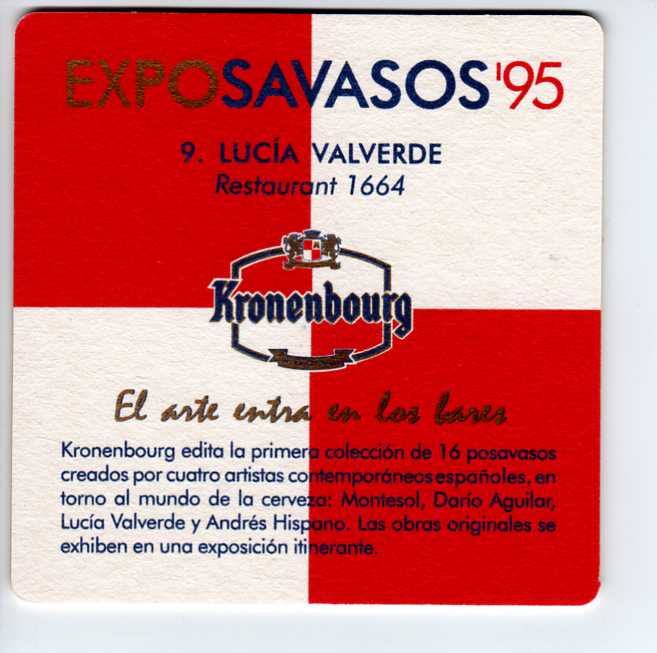 EXPOSAVASOS '95
9. LUCÍA VALVERDE
Restaurant 1664
Kronenbourg
El arte entra en los bares
Kronenbourg edita la primera colección de 16 posavasos
creados por cuatro artistas contemporáneos españoles, en
torno al mundo de la cerveza: Montesol, Darío Aguilar,
Lucía Valverde y Andrés Hispano. Las obras originales se
exhiben en una exposición itinerante.